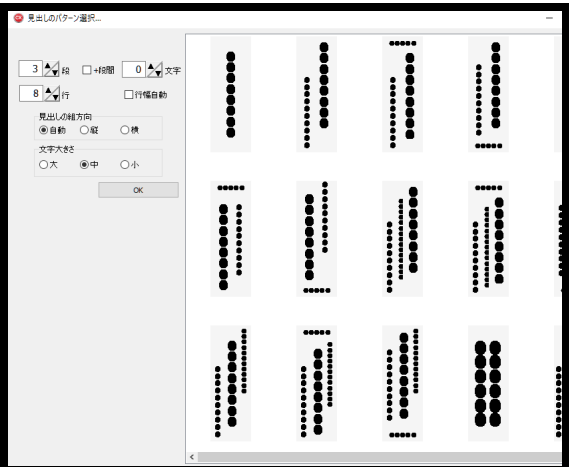 見出しのパターン選択...
3 段 +段間 0 文字
8 行 行幅自動
見出しの組方向
自動 縦 横
文字大きさ
大 中 小
OK